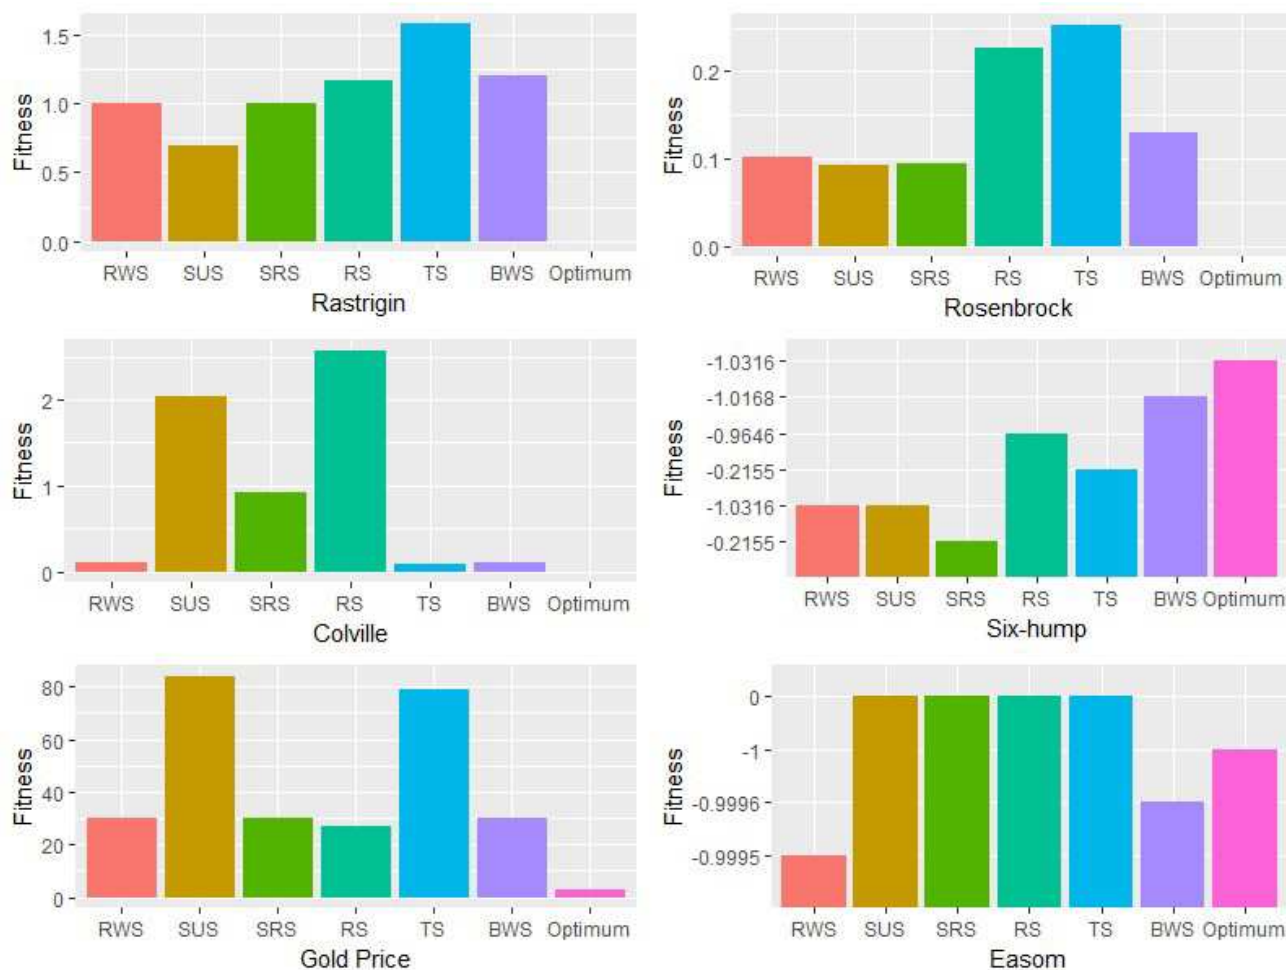 Fitness
1.5
1.0
0.5
0.0
RWS SUS SRS RS TS BWS Optimum
Rastrigin
Fitness
0.2
0.1
0.0
RWS SUS SRS RS TS BWS Optimum
Rosenbrock
Fitness
2
1
0
RWS SUS SRS RS TS BWS Optimum
Colville
Fitness
-1.0316
-1.0168
-0.9646
-0.2155
-1.0316
-0.2155
RWS SUS SRS RS TS BWS Optimum
Six-hump
Fitness
80
60
40
20
0
RWS SUS SRS RS TS BWS Optimum
Gold Price
Fitness
0
-1
-0.9996
-0.9995
RWS SUS SRS RS TS BWS Optimum
Easom